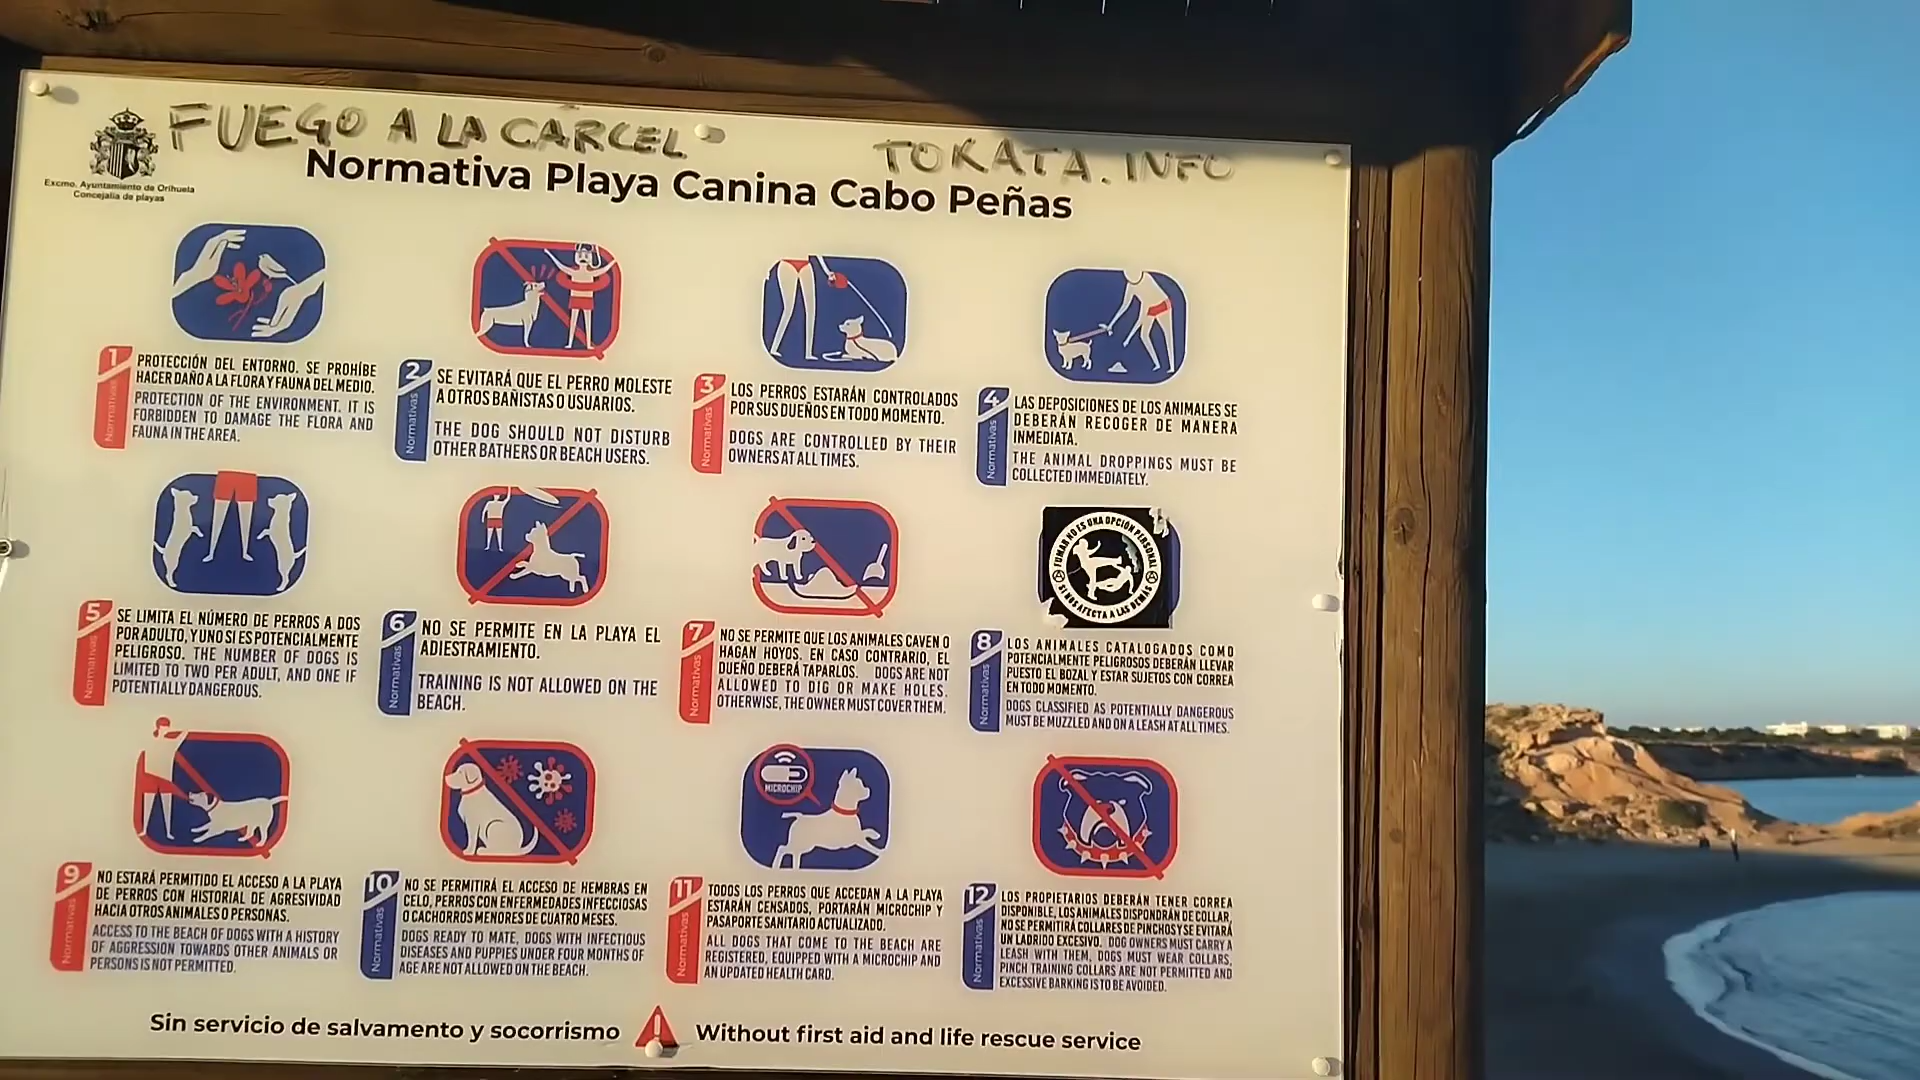 FUEGO A LA CÁRCEL
TOKATA.INFO
Excmo. Ayuntamiento de Orihuela
Concejalia de playas
Normativa Playa Canina Cabo Peñas
1
Normativas
PROTECCIÓN DEL ENTORNO. SE PROHÍBE
HACER DAÑO A LA FLORA Y FAUNA DEL MEDIO.
PROTECTION OF THE ENVIRONMENT. IT IS
FORBIDDEN TO DAMAGE THE FLORA AND
FAUNA IN THE AREA.
2
Normativas
SE EVITARÁ QUE EL PERRO MOLESTE
A OTROS BAÑISTAS O USUARIOS.
THE DOG SHOULD NOT DISTURB
OTHER BATHERS OR BEACH USERS.
3
Normativas
LOS PERROS ESTARÁN CONTROLADOS
POR SUS DUEÑOS EN TODO MOMENTO.
DOGS ARE CONTROLLED BY THEIR
OWNERS AT ALL TIMES.
4
Normativas
LAS DEPOSICIONES DE LOS ANIMALES SE
DEBERÁN RECOGER DE MANERA
INMEDIATA.
THE ANIMAL DROPPINGS MUST BE
COLLECTED IMMEDIATELY.
5
Normativas
SE LIMITA EL NÚMERO DE PERROS A DOS
POR ADULTO, Y UNO SI ES POTENCIALMENTE
PELIGROSO. THE NUMBER OF DOGS IS
LIMITED TO TWO PER ADULT, AND ONE IF
POTENTIALLY DANGEROUS.
6
Normativas
NO SE PERMITE EN LA PLAYA EL
ADIESTRAMIENTO.
TRAINING IS NOT ALLOWED ON THE
BEACH.
7
Normativas
NO SE PERMITE QUE LOS ANIMALES CAVEN O
HAGAN HOYOS. EN CASO CONTRARIO, EL
DUEÑO DEBERÁ TAPARLOS. DOGS ARE NOT
ALLOWED TO DIG OR MAKE HOLES.
OTHERWISE, THE OWNER MUST COVER THEM.
FUMAR NO ES UNA OPCIÓN PERSONAL
SI NOS AFECTA A LAS DEMÁS
8
Normativas
LOS ANIMALES CATALOGADOS COMO
POTENCIALMENTE PELIGROSOS DEBERÁN LLEVAR
PUESTO EL BOZAL Y ESTAR SUJETOS CON CORREA
EN TODO MOMENTO.
DOGS CLASSIFIED AS POTENTIALLY DANGEROUS
MUST BE MUZZLED AND ON A LEASH AT ALL TIMES.
9
Normativas
NO ESTARÁ PERMITIDO EL ACCESO A LA PLAYA
DE PERROS CON HISTORIAL DE AGRESIVIDAD
HACIA OTROS ANIMALES O PERSONAS.
ACCESS TO THE BEACH OF DOGS WITH A HISTORY
OF AGGRESSION TOWARDS OTHER ANIMALS OR
PERSONS IS NOT PERMITTED.
10
Normativas
NO SE PERMITIRÁ EL ACCESO DE HEMBRAS EN
CELO, PERROS CON ENFERMEDADES INFECCIOSAS
O CACHORROS MENORES DE CUATRO MESES.
DOGS READY TO MATE, DOGS WITH INFECTIOUS
DISEASES AND PUPPIES UNDER FOUR MONTHS OF
AGE ARE NOT ALLOWED ON THE BEACH.
MICROCHIP
11
Normativas
TODOS LOS PERROS QUE ACCEDAN A LA PLAYA
ESTARÁN CENSADOS, PORTARÁN MICROCHIP Y
PASAPORTE SANITARIO ACTUALIZADO.
ALL DOGS THAT COME TO THE BEACH ARE
REGISTERED, EQUIPPED WITH A MICROCHIP AND
AN UPDATED HEALTH CARD.
12
Normativas
LOS PROPIETARIOS DEBERÁN TENER CORREA
DISPONIBLE, LOS ANIMALES DISPONDRÁN DE COLLAR,
NO SE PERMITIRÁ COLLARES DE PINCHOS Y SE EVITARÁ
UN LADRIDO EXCESIVO. DOG OWNERS MUST CARRY A
LEASH WITH THEM, DOGS MUST WEAR COLLARS,
PINCH TRAINING COLLARS ARE NOT PERMITTED AND
EXCESSIVE BARKING IS TO BE AVOIDED.
Sin servicio de salvamento y socorrismo
Without first aid and life rescue service